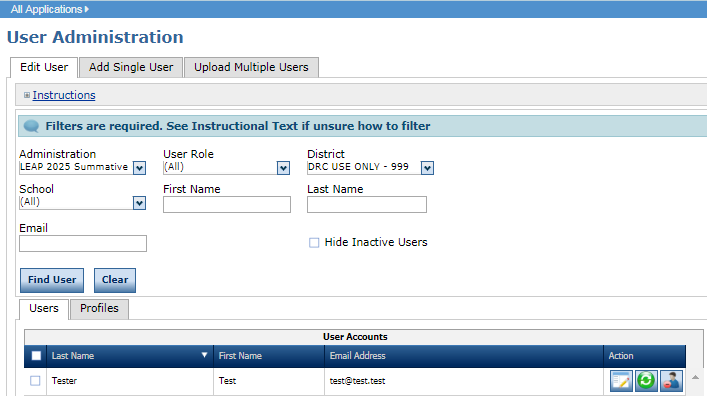 All Applications
User Administration
Edit User Add Single User Upload Multiple Users
Instructions
Filters are required. See Instructional Text if unsure how to filter
Administration User Role District
LEAP 2025 Summative (All) DRC USE ONLY - 999
School First Name Last Name
(All)
Email
Hide Inactive Users
Find User Clear
Users Profiles
User Accounts
Last Name First Name Email Address Action
Tester Test test@test.test